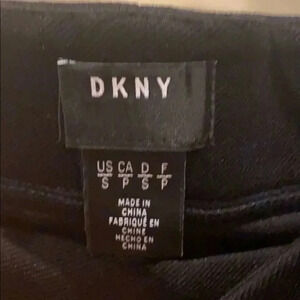 DKNY
US CA D F
S P S P
MADE IN
CHINA
FABRIQUÉ EN
CHINE
HECHO EN
CHINA